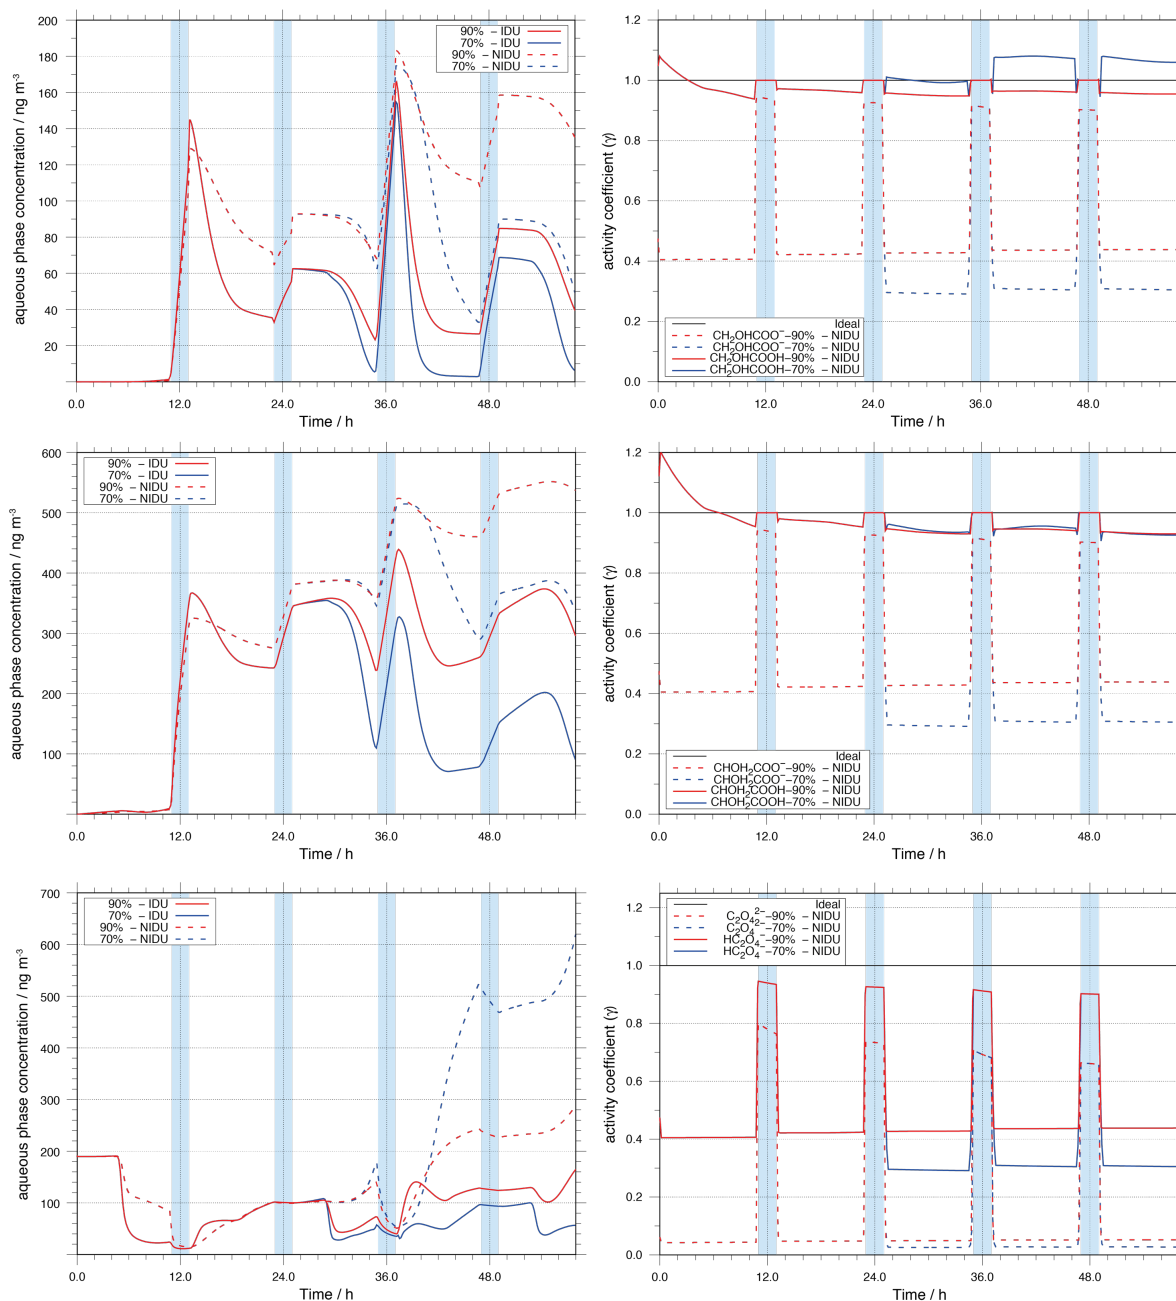 200
180
160
140
120
100
80
60
40
20
0.0 12.0 24.0 36.0 48.0
aqueous phase concentration / ng m⁻³
Time / h
90% – IDU
70% – IDU
90% – NIDU
70% – NIDU
1.2
1.0
0.8
0.6
0.4
0.2
0.0
0.0 12.0 24.0 36.0 48.0
activity coefficient (γ)
Time / h
Ideal
CH₂OHCOO⁻–90% – NIDU
CH₂OHCOO⁻–70% – NIDU
CH₂OHCOOH–90% – NIDU
CH₂OHCOOH–70% – NIDU
600
500
400
300
200
100
0.0 12.0 24.0 36.0 48.0
aqueous phase concentration / ng m⁻³
Time / h
90% – IDU
70% – IDU
90% – NIDU
70% – NIDU
1.2
1.0
0.8
0.6
0.4
0.2
0.0
0.0 12.0 24.0 36.0 48.0
activity coefficient (γ)
Time / h
Ideal
CHOH₂COO⁻–90% – NIDU
CHOH₂COO⁻–70% – NIDU
CHOH₂COOH–90% – NIDU
CHOH₂COOH–70% – NIDU
700
600
500
400
300
200
100
0.0 12.0 24.0 36.0 48.0
aqueous phase concentration / ng m⁻³
Time / h
90% – IDU
70% – IDU
90% – NIDU
70% – NIDU
1.2
1.0
0.8
0.6
0.4
0.2
0.0
0.0 12.0 24.0 36.0 48.0
activity coefficient (γ)
Time / h
Ideal
C₂O₄²⁻–90% – NIDU
C₂O₄²⁻–70% – NIDU
HC₂O₄⁻–90% – NIDU
HC₂O₄⁻–70% – NIDU